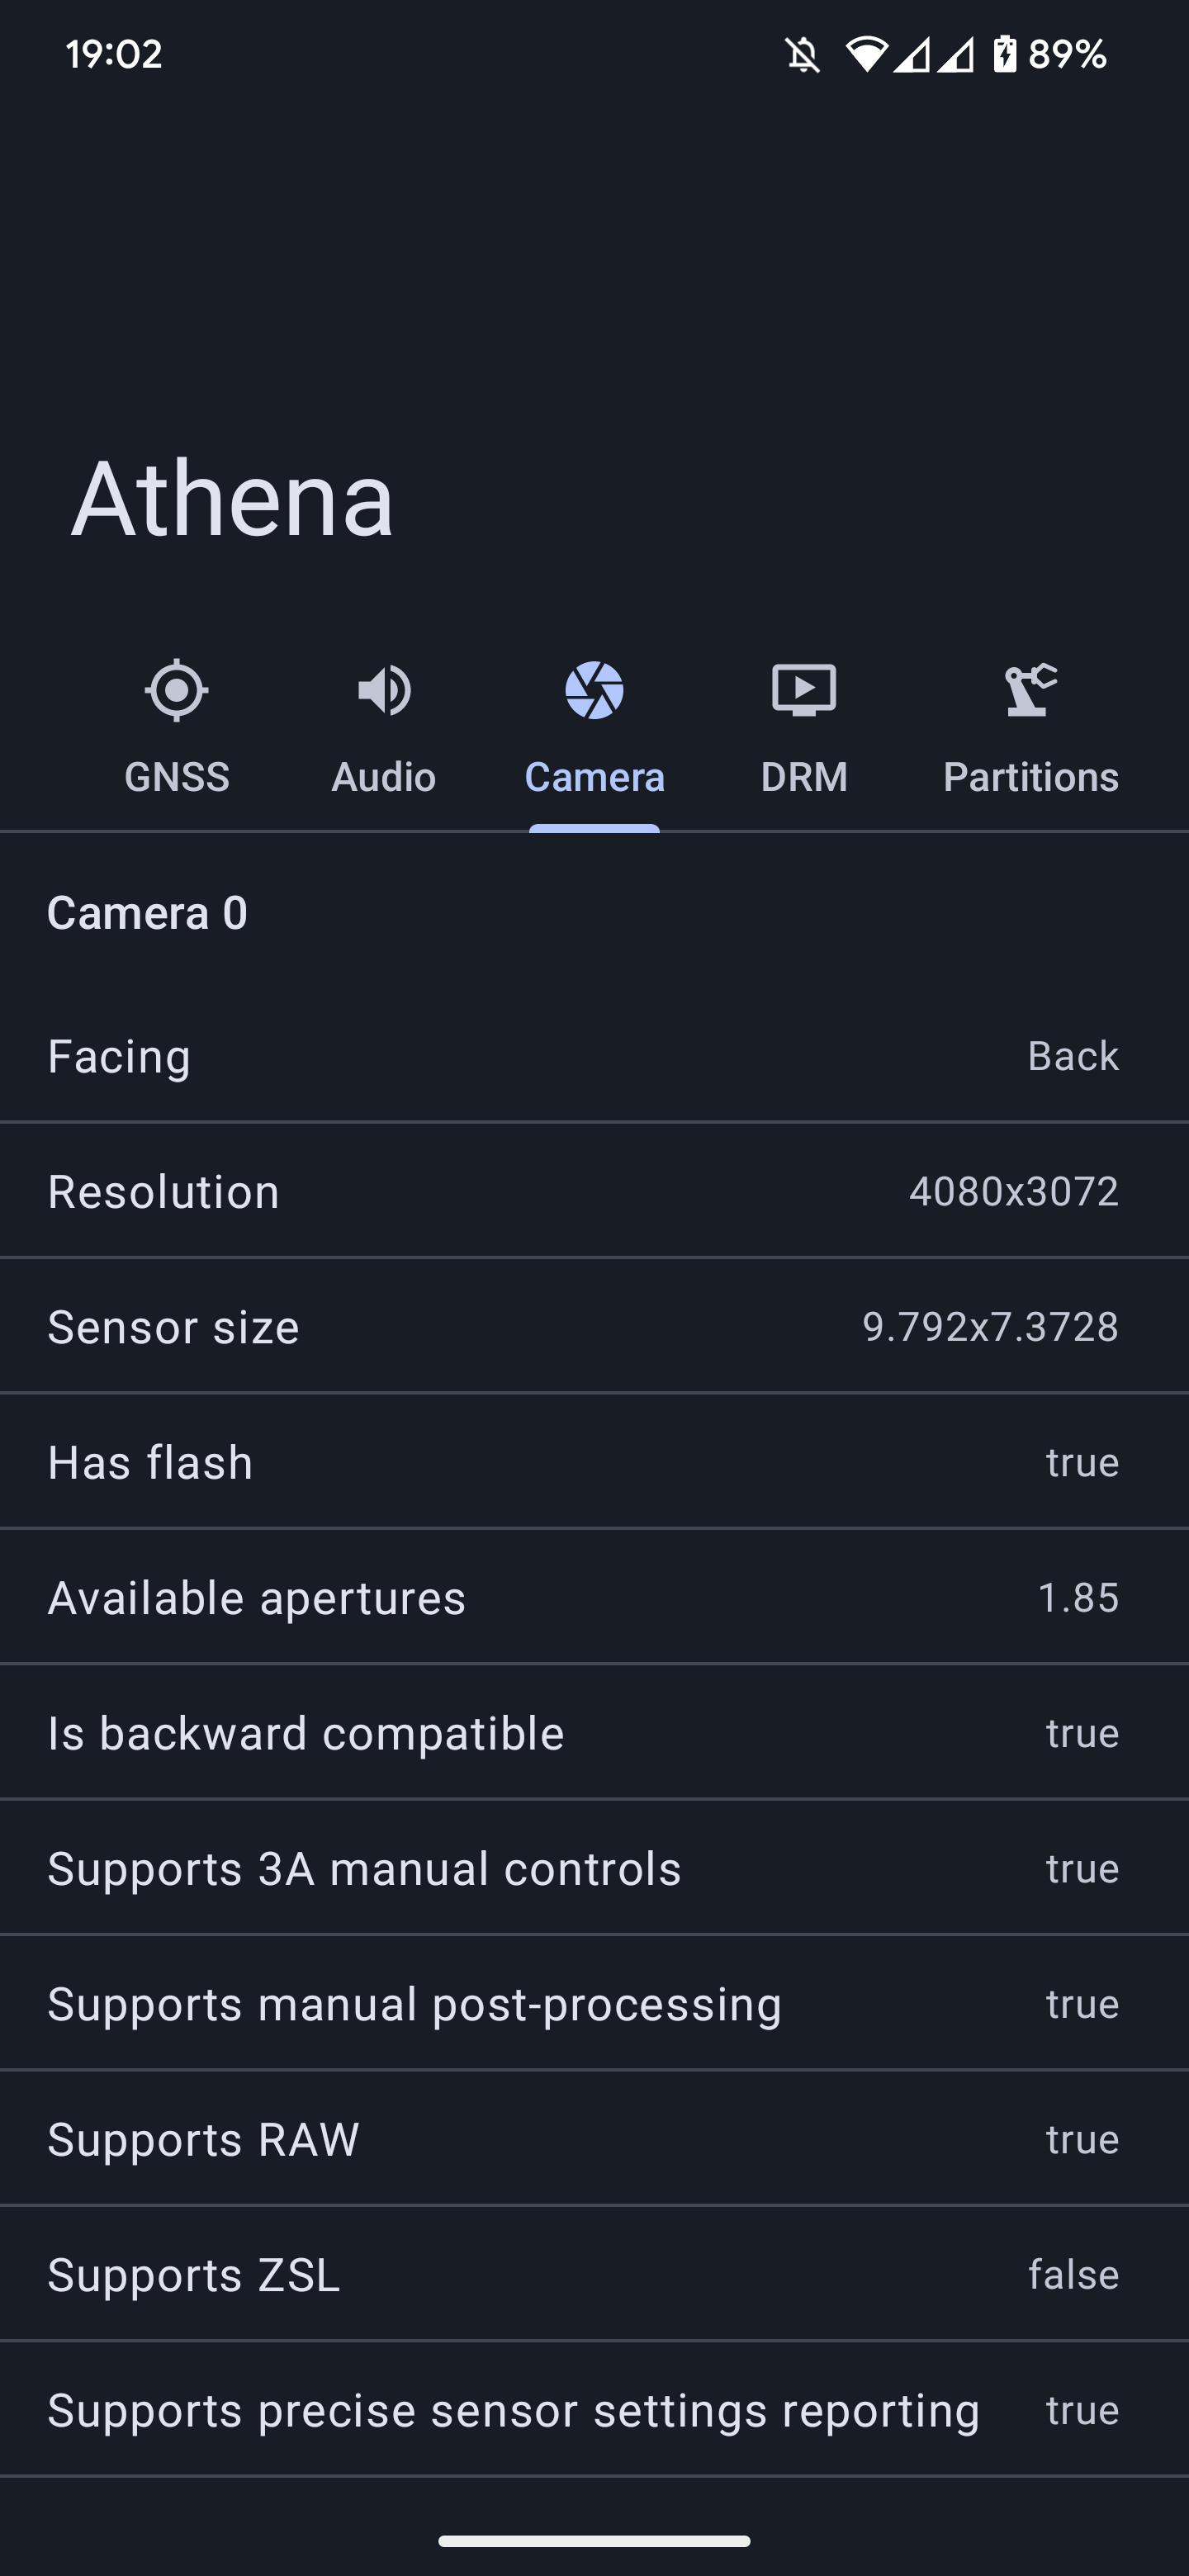 19:02 89%
Athena
GNSS Audio Camera DRM Partitions
Camera 0
Facing Back
Resolution 4080x3072
Sensor size 9.792x7.3728
Has flash true
Available apertures 1.85
Is backward compatible true
Supports 3A manual controls true
Supports manual post-processing true
Supports RAW true
Supports ZSL false
Supports precise sensor settings reporting true